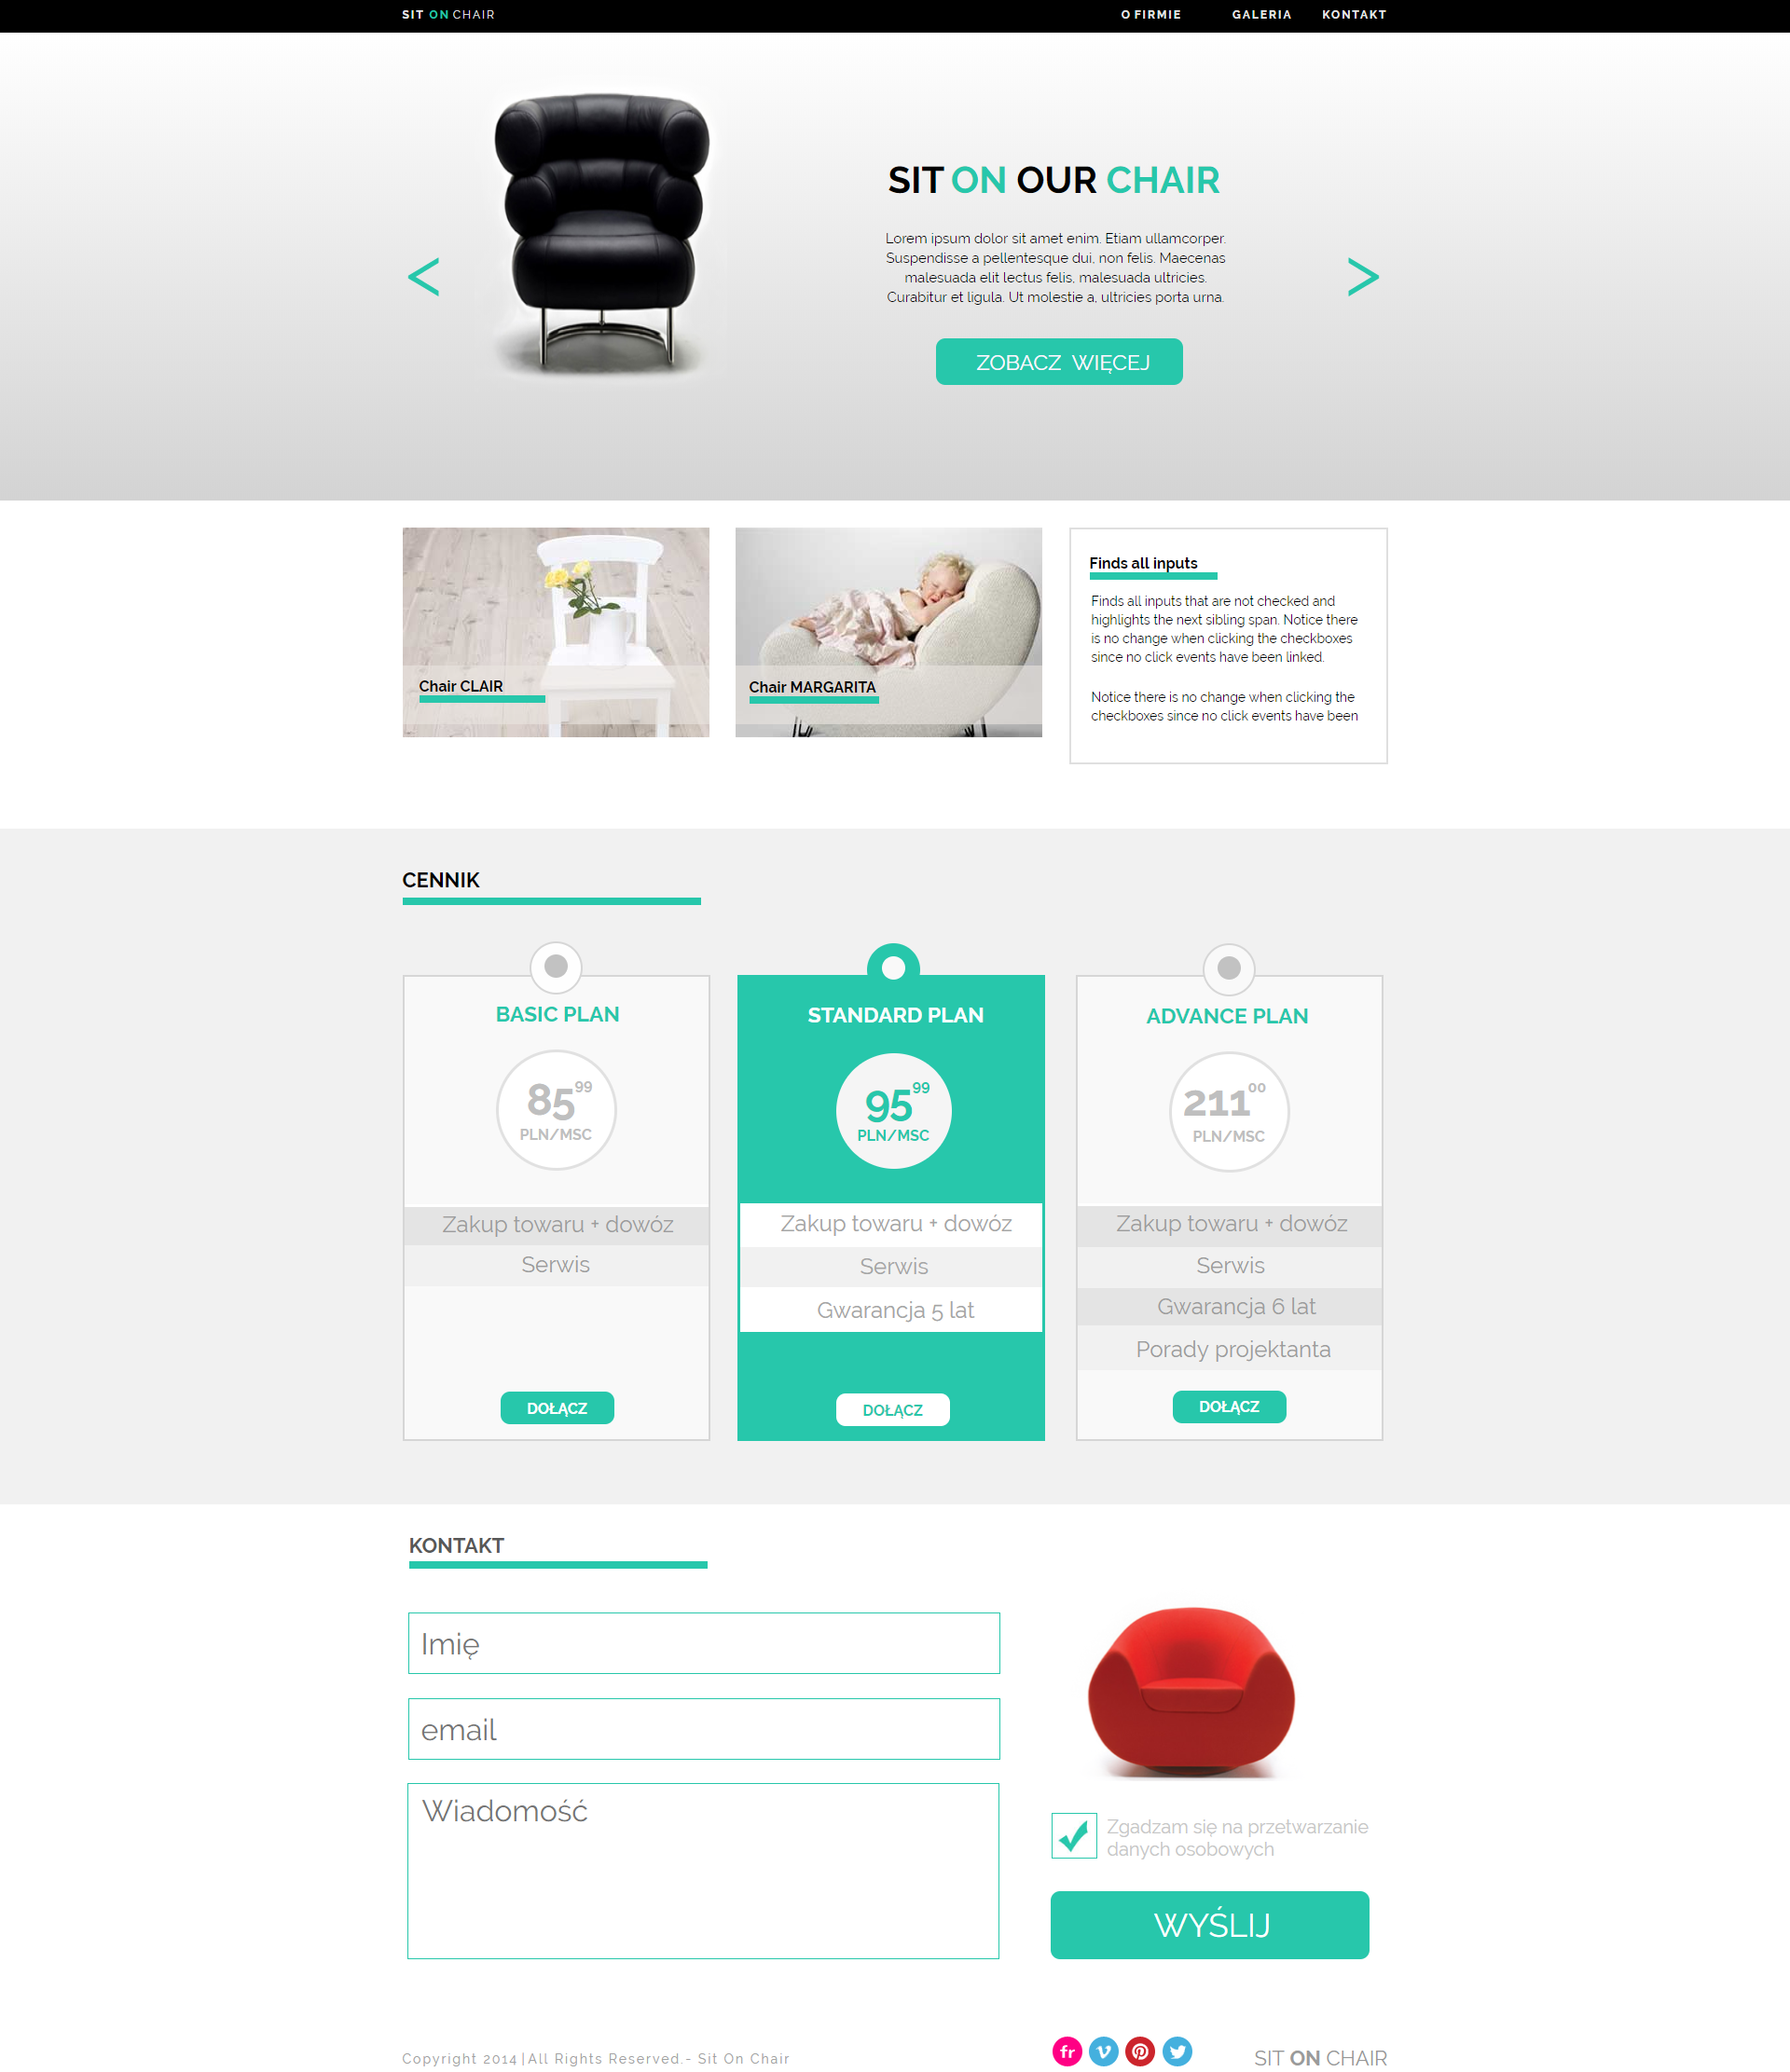 SIT ON CHAIR
O FIRMIE GALERIA KONTAKT
SIT ON OUR CHAIR
Lorem ipsum dolor sit amet enim. Etiam ullamcorper.
Suspendisse a pellentesque dui, non felis. Maecenas
malesuada elit lectus felis, malesuada ultricies.
Curabitur et ligula. Ut molestie a, ultricies porta urna.
< >
ZOBACZ WIĘCEJ
Chair CLAIR
Chair MARGARITA
Finds all inputs
Finds all inputs that are not checked and
highlights the next sibling span. Notice there
is no change when clicking the checkboxes
since no click events have been linked.
Notice there is no change when clicking the
checkboxes since no click events have been
CENNIK
BASIC PLAN
85 99
PLN/MSC
Zakup towaru + dowóz
Serwis
DOŁĄCZ
STANDARD PLAN
95 99
PLN/MSC
Zakup towaru + dowóz
Serwis
Gwarancja 5 lat
DOŁĄCZ
ADVANCE PLAN
211 00
PLN/MSC
Zakup towaru + dowóz
Serwis
Gwarancja 6 lat
Porady projektanta
DOŁĄCZ
KONTAKT
Imię
email
Wiadomość
Zgadzam się na przetwarzanie
danych osobowych
WYŚLIJ
Copyright 2014 | All Rights Reserved.- Sit On Chair
fr
SIT ON CHAIR